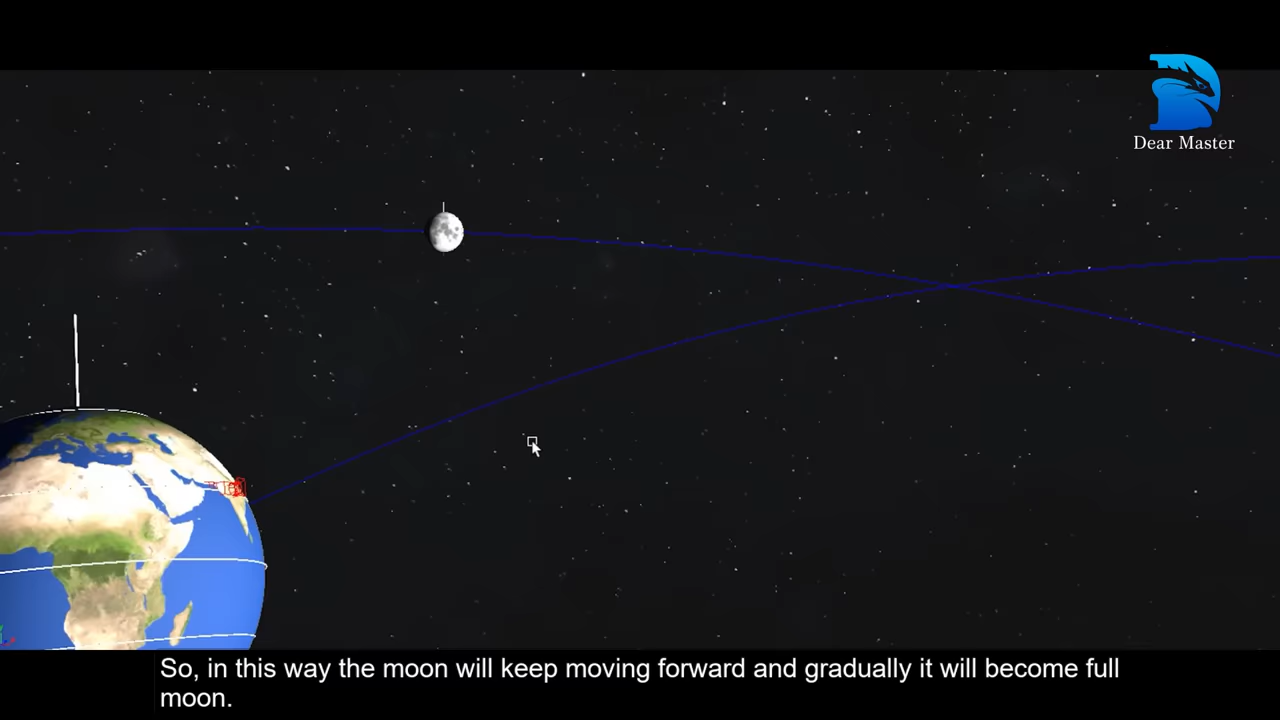 Dear Master
So, in this way the moon will keep moving forward and gradually it will become full
moon.